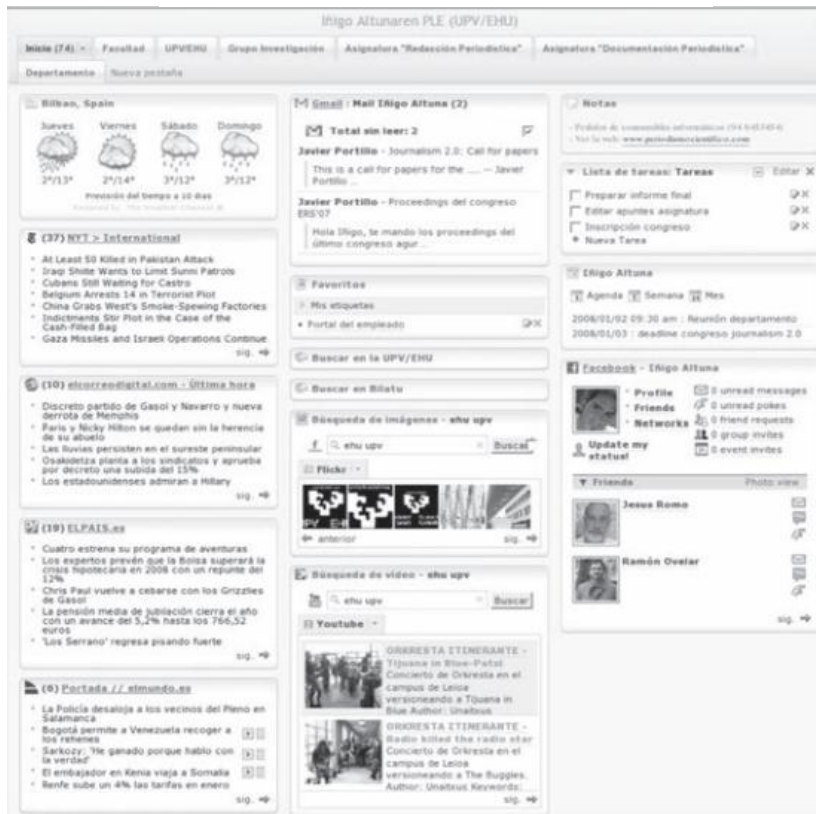 Iñigo Altunaren PLE (UPV/EHU)
Inicio (74) Facultad UPV/EHU Grupo Investigación Asignatura "Redacción Periodística" Asignatura "Documentación Periodística"
Departamento Nueva pestaña
Bilbao, Spain
Jueves Viernes Sábado Domingo
2°/13° 2°/14° 3°/12° 3°/12°
Previsión del tiempo a 10 días
Powered by The Weather Channel ®
(37) NYT > International
At Least 50 Killed in Pakistan Attack
Iraqi Shiite Wants to Limit Sunni Patrols
Cubans Still Waiting for Castro
Belgium Arrests 14 in Terrorist Plot
China Grabs West's Smoke-Spewing Factories
Indictments Stir Plot in the Case of the
Cash-Filled Bag
Gaza Missiles and Israeli Operations Continue
sig.
(10) elcorreodigital.com - Última hora
Discreto partido de Gasol y Navarro y nueva
derrota de Memphis
Paris y Nicky Hilton se quedan sin la herencia
de su abuelo
Las lluvias persisten en el sureste peninsular
Osakidetza planta a los sindicatos y aprueba
por decreto una subida del 15%
Los estadounidenses admiran a Hillary
sig.
(19) ELPAIS.es
Cuatro estrena su programa de aventuras
Los expertos prevén que la Bolsa superará la
crisis hipotecaria en 2008 con un repunte del
12%
Chris Paul vuelve a cebarse con los Grizzlies
de Gasol
La pensión media de jubilación cierra el año
con un avance del 5,2% hasta los 766,52
euros
'Los Serrano' regresa pisando fuerte
sig.
(8) Portada // elmundo.es
La Policía desaloja a los vecinos del Pleno en
Salamanca
Bogotá permite a Venezuela recoger a
los rehenes
Sarkozy: 'He ganado porque hablo con
la verdad'
El embajador en Kenia viaja a Somalia
Renfe sube un 4% las tarifas en enero
sig.
Gmail : Mail Iñigo Altuna (2)
Total sin leer: 2
Javier Portillo - Journalism 2.0: Call for papers
This is a call for papers for the .... -- Javier
Portillo ...
Javier Portillo - Proceedings del congreso
ERS'07
Hola Iñigo, te mando los proceedings del
último congreso agur ...
Favoritos
Mis etiquetas
Portal del empleado
Buscar en la UPV/EHU
Buscar en Bilatu
Búsqueda de imágenes - ehu upv
ehu upv Buscar
Flickr
UPV EHU
anterior sig.
Búsqueda de vídeo - ehu upv
ehu upv Buscar
Youtube
ORKRESTA ITINERANTE -
Tijuana in Blue-Patxi
Concierto de Orkresta en el
campus de Leioa
versioneando a Tijuana in
Blue Author: Unaitxus
ORKRESTA ITINERANTE -
Radio killed the radio star
Concierto de Orkresta en el
campus de Leioa
versioneando a The Buggles.
Author: Unaitxus Keywords:
sig.
Notas
- Pedidos de consumibles informáticos
- Ver la web: www.periodismocientifico.com
Lista de tareas: Tareas Editar X
Preparar informe final
Editar apuntes asignatura
Inscripción congreso
Nueva Tarea
Iñigo Altuna
Agenda Semana Mes
2008/01/02 09:30 am : Reunión departamento
2008/01/03 : deadline congreso journalism 2.0
Facebook - Iñigo Altuna
Profile
Friends
Networks
Update my
status!
0 unread messages
0 unread pokes
0 friend requests
0 group invites
0 event invites
Friends Photo view
Jesus Romo
Ramón Ovelar
sig.